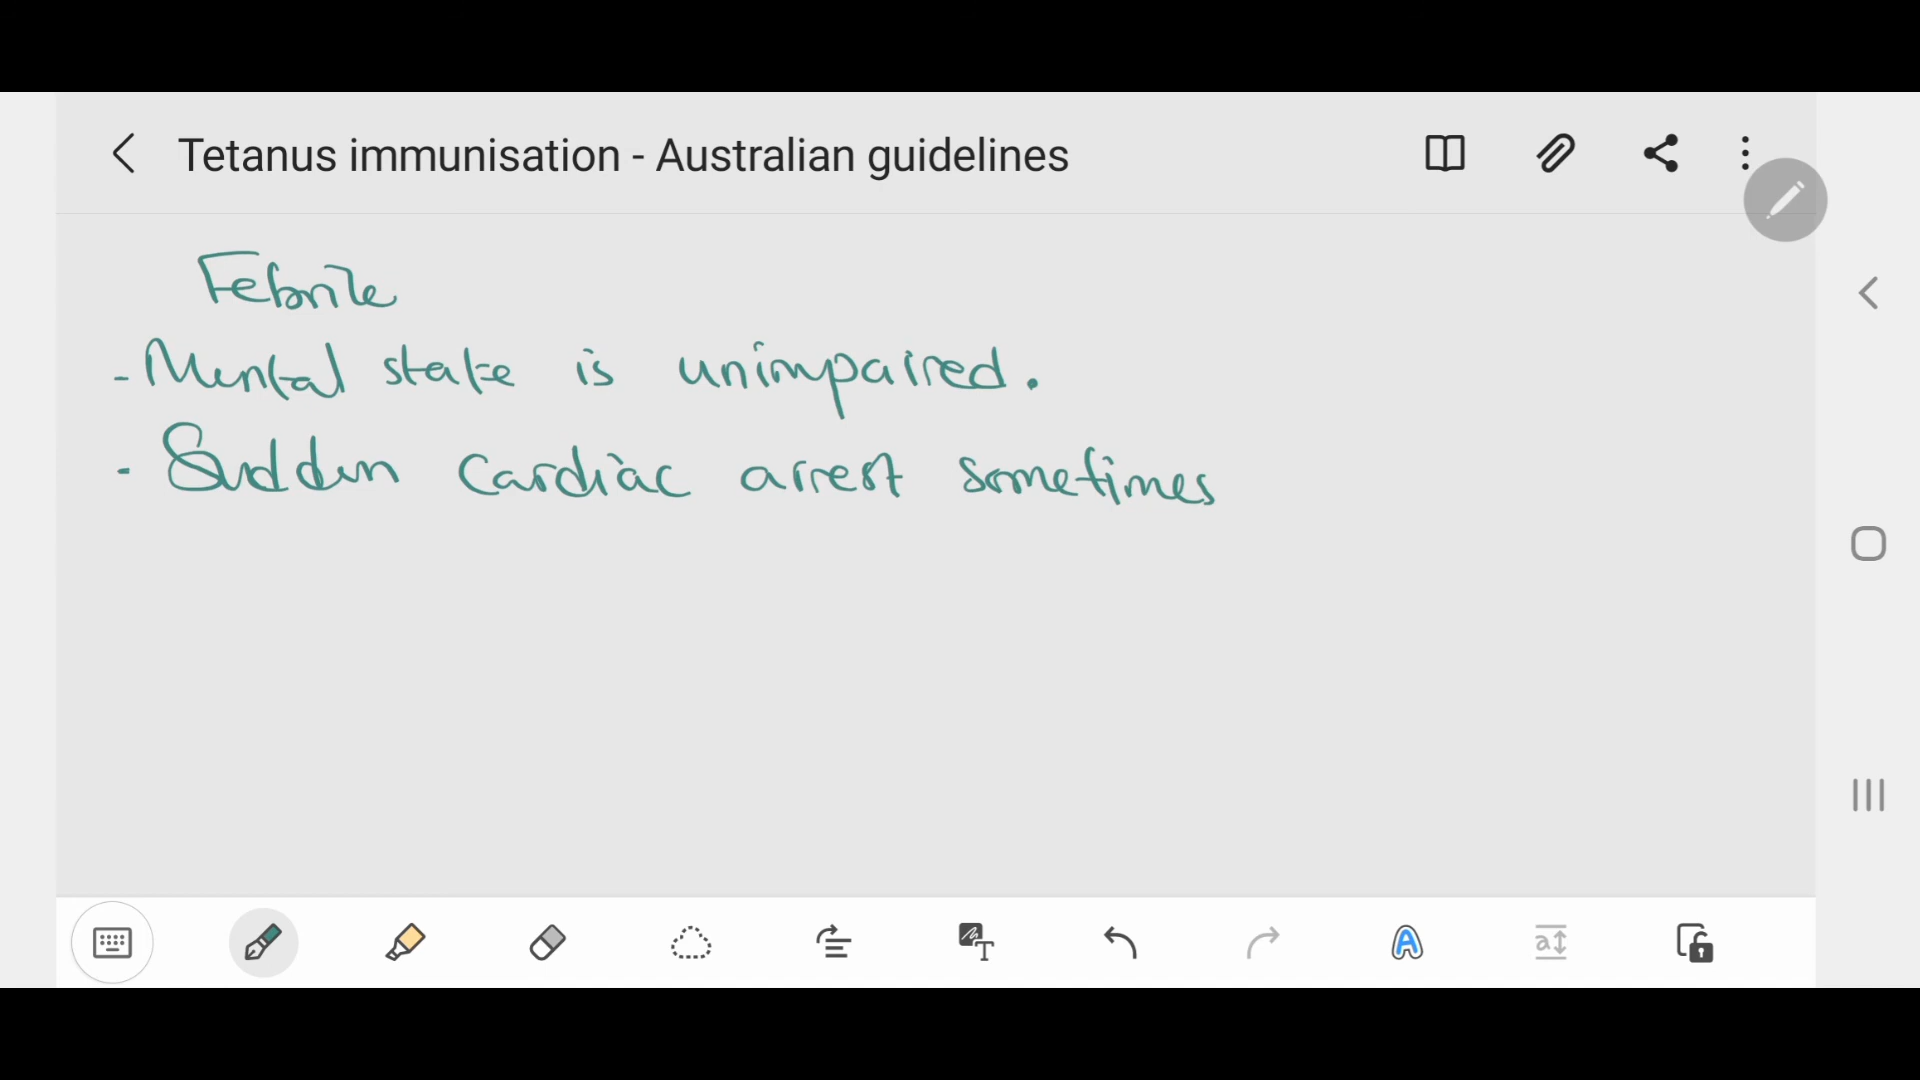 Tetanus immunisation - Australian guidelines
Febrile
- Mental state is unimpaired.
- Sudden cardiac arrest sometimes